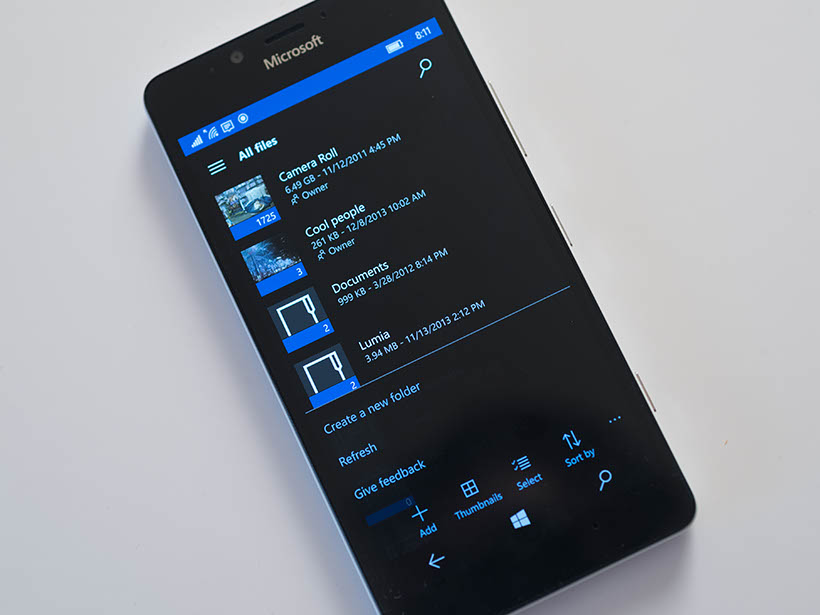 Microsoft
8:11
All files
Camera Roll
6.49 GB - 11/12/2011 4:45 PM
Owner
1725
Cool people
261 KB - 12/8/2013 10:02 AM
Owner
3
Documents
999 KB - 3/28/2012 8:14 PM
2
Lumia
3.94 MB - 11/13/2013 2:12 PM
2
Create a new folder
Refresh
Give feedback
0
Add
Thumbnails
Select
Sort by